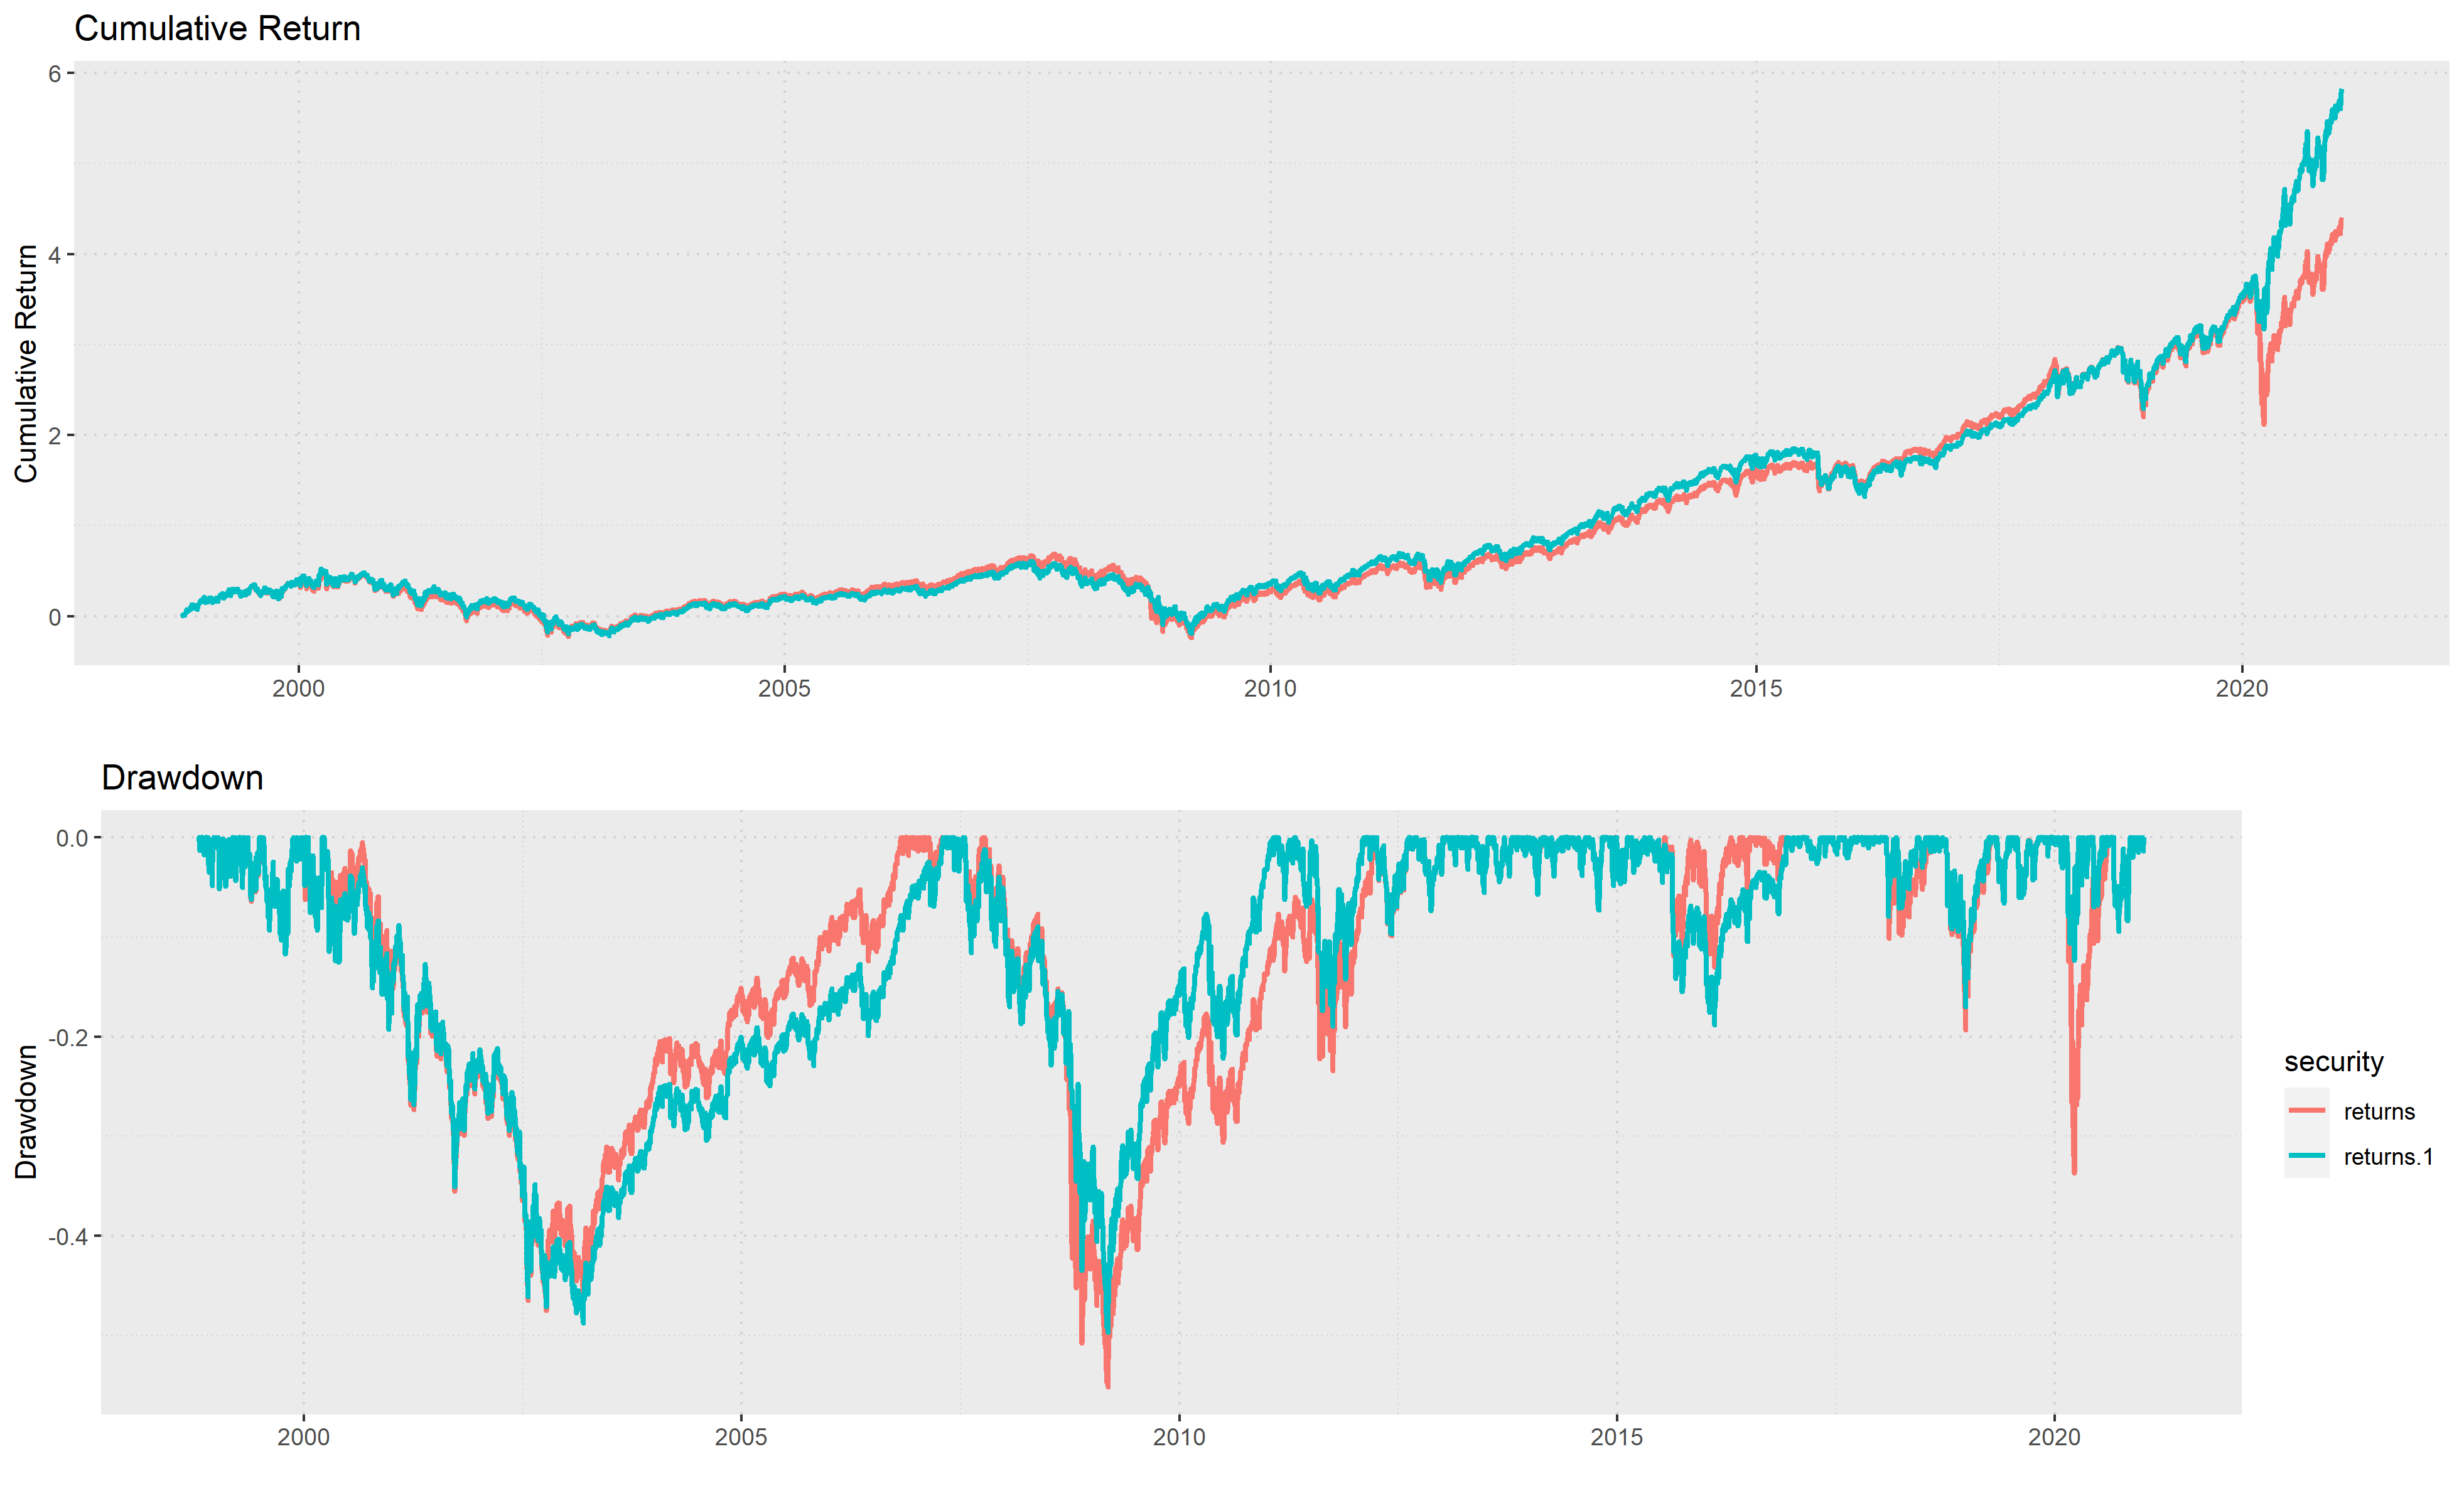 Cumulative Return
Cumulative Return
6
4
2
0
2000 2005 2010 2015 2020
Drawdown
Drawdown
0.0
-0.2
-0.4
2000 2005 2010 2015 2020
security
returns
returns.1